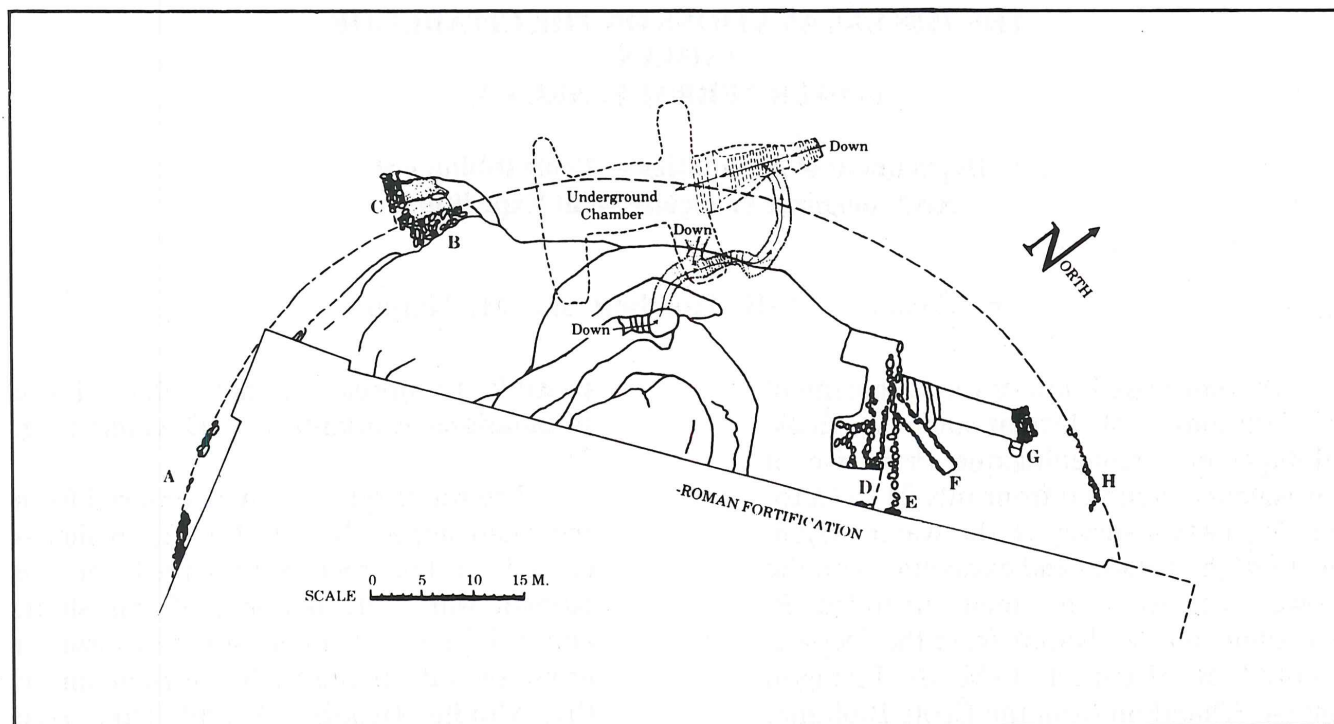 Down
Underground
Chamber
C
B
Down
NORTH
Down
A
G
D
F
H
E
-ROMAN FORTIFICATION
0 5 10 15 M.
SCALE